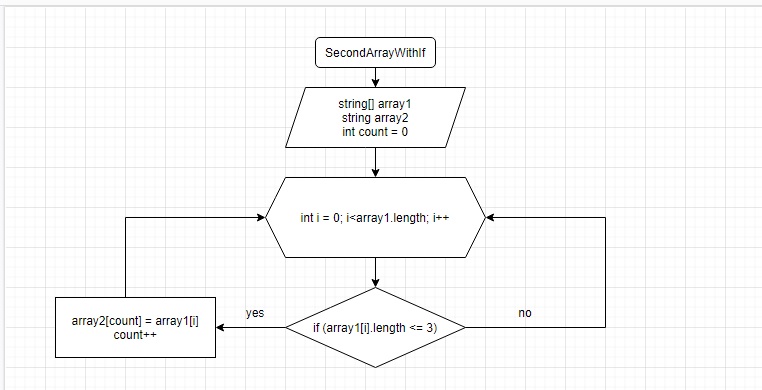 SecondArrayWithIf
string[] array1
string array2
int count = 0
int i = 0; i<array1.length; i++
if (array1[i].length <= 3)
yes
no
array2[count] = array1[i]
count++